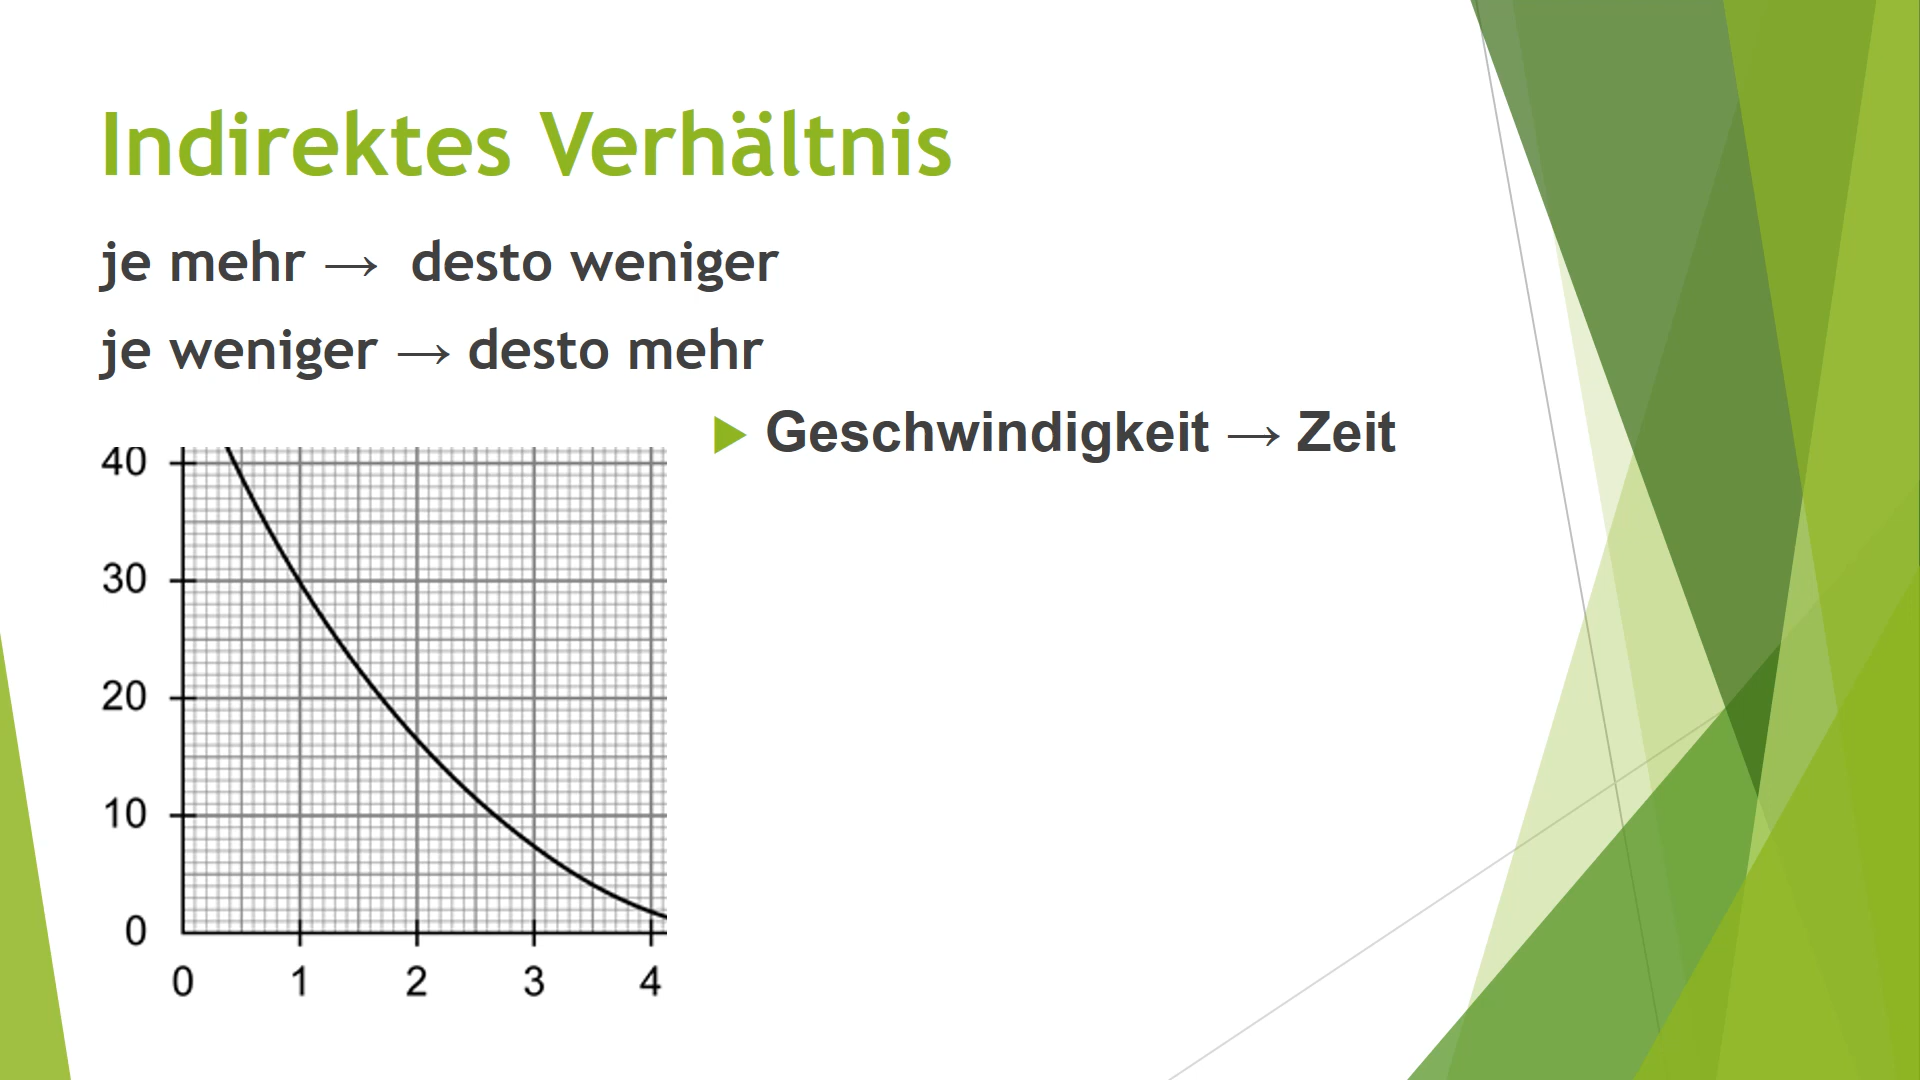 Indirektes Verhältnis
je mehr → desto weniger
je weniger → desto mehr
Geschwindigkeit → Zeit
40
30
20
10
0
0 1 2 3 4